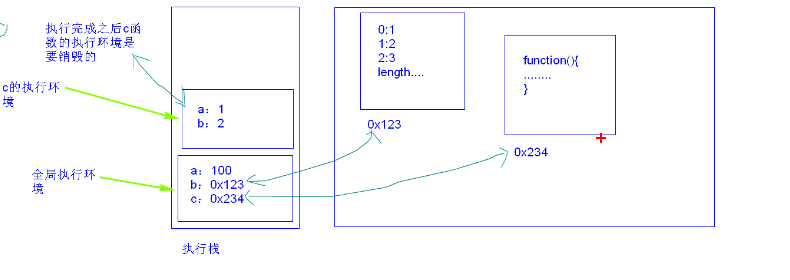 执行完成之后c函
数的执行环境是
要销毁的
c的执行环
境
a：1
b：2
全局执行环
境
a：100
b：0x123
c：0x234
执行栈
0:1
1:2
2:3
length....
0x123
function(){
........
}
0x234